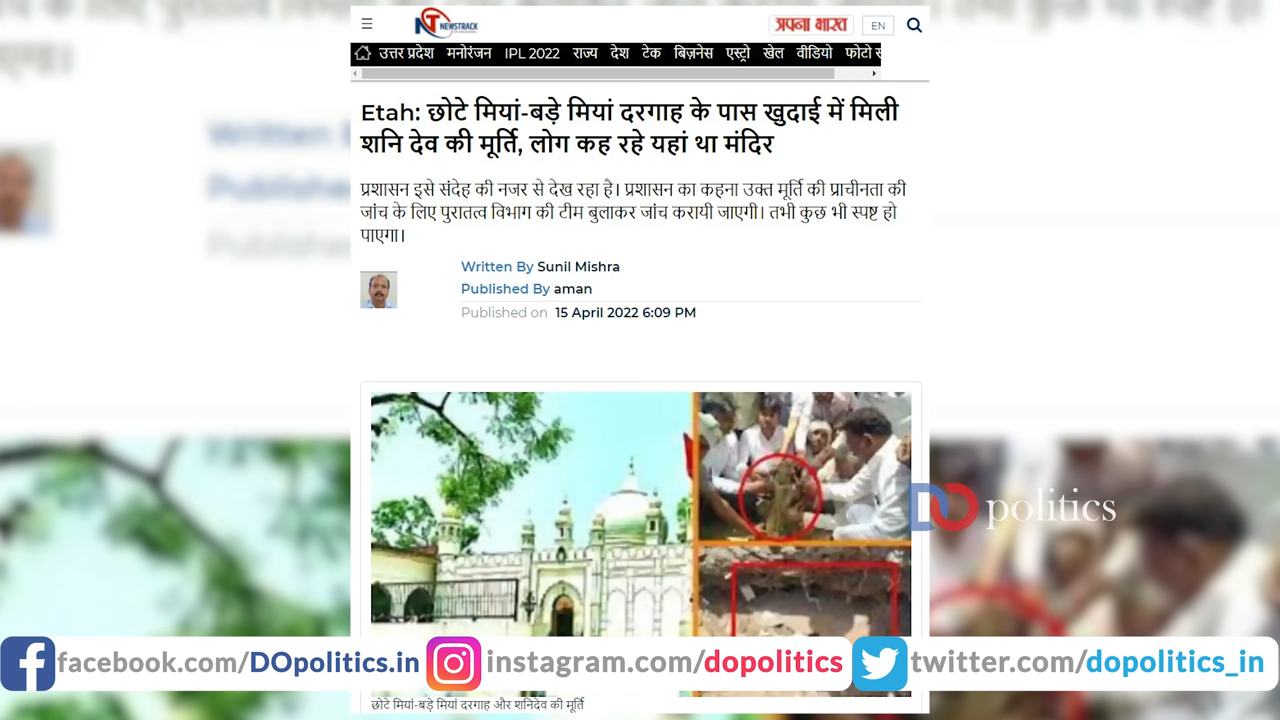 NT NEWSTRACK
अपना भारत
EN
उत्तर प्रदेश मनोरंजन IPL 2022 राज्य देश टेक बिज़नेस एस्ट्रो खेल वीडियो फोटो
Etah: छोटे मियां-बड़े मियां दरगाह के पास खुदाई में मिली
शनि देव की मूर्ति, लोग कह रहे यहां था मंदिर
प्रशासन इसे संदेह की नजर से देख रहा है। प्रशासन का कहना उक्त मूर्ति की प्राचीनता की
जांच के लिए पुरातत्व विभाग की टीम बुलाकर जांच करायी जाएगी। तभी कुछ भी स्पष्ट हो
पाएगा।
Written By Sunil Mishra
Published By aman
Published on 15 April 2022 6:09 PM
DO politics
facebook.com/DOpolitics.in
instagram.com/dopolitics
twitter.com/dopolitics_in
छोटे मियां-बड़े मियां दरगाह और शनिदेव की मूर्ति